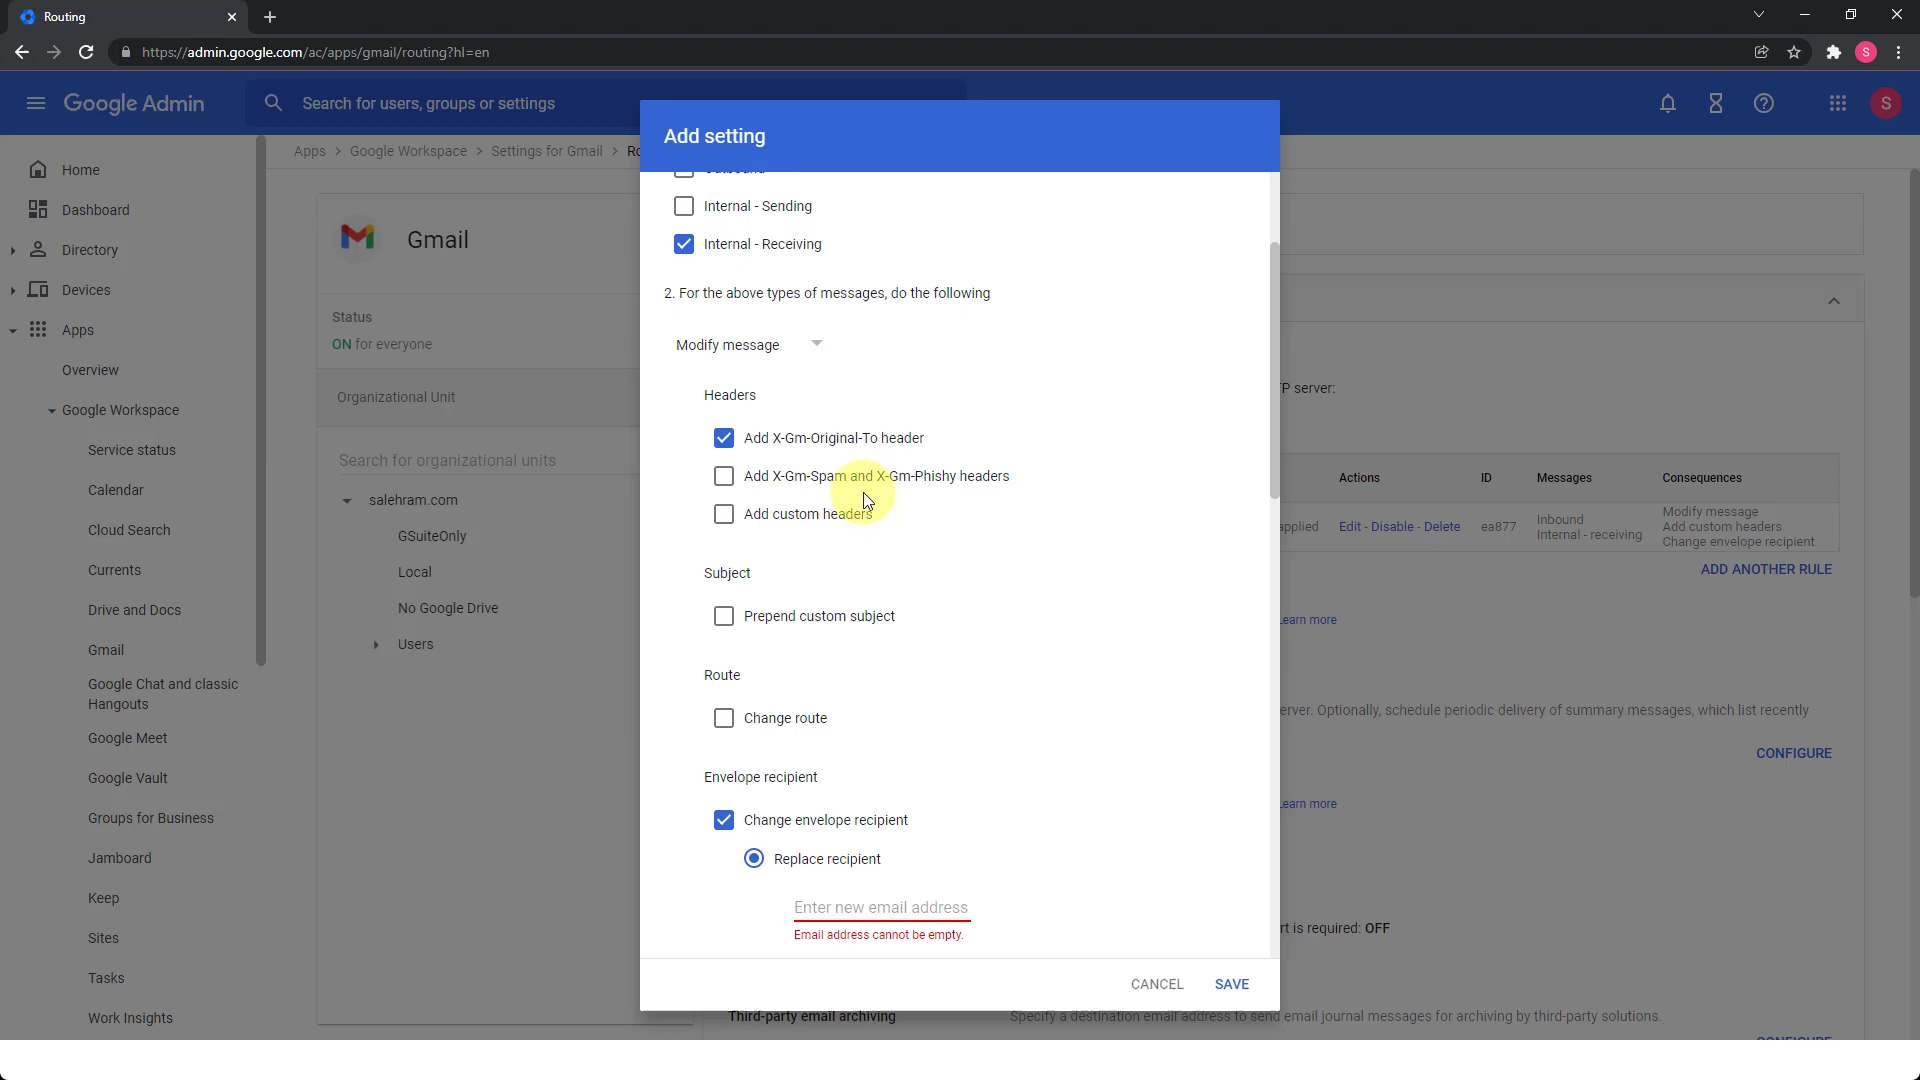 Routing
https://admin.google.com/ac/apps/gmail/routing?hl=en
S
Google Admin
Search for users, groups or settings
S
Home
Dashboard
Directory
Devices
Apps
Overview
Google Workspace
Service status
Calendar
Cloud Search
Currents
Drive and Docs
Gmail
Google Chat and classic
Hangouts
Google Meet
Google Vault
Groups for Business
Jamboard
Keep
Sites
Tasks
Work Insights
Apps > Google Workspace > Settings for Gmail > Ro
Gmail
Status
ON for everyone
Organizational Unit
Search for organizational units
salehram.com
GSuiteOnly
Local
No Google Drive
Users
Add setting
Internal - Sending
Internal - Receiving
2. For the above types of messages, do the following
Modify message
Headers
Add X-Gm-Original-To header
Add X-Gm-Spam and X-Gm-Phishy headers
Add custom headers
Subject
Prepend custom subject
Route
Change route
Envelope recipient
Change envelope recipient
Replace recipient
Enter new email address
Email address cannot be empty.
CANCEL
SAVE
TP server:
Actions
ID
Messages
Consequences
applied
Edit - Disable - Delete
ea877
Inbound
Internal - receiving
Modify message
Add custom headers
Change envelope recipient
ADD ANOTHER RULE
Learn more
erver. Optionally, schedule periodic delivery of summary messages, which list recently
CONFIGURE
Learn more
rt is required: OFF
Third-party email archiving
Specify a destination email address to send email journal messages for archiving by third-party solutions.
CONFIGURE